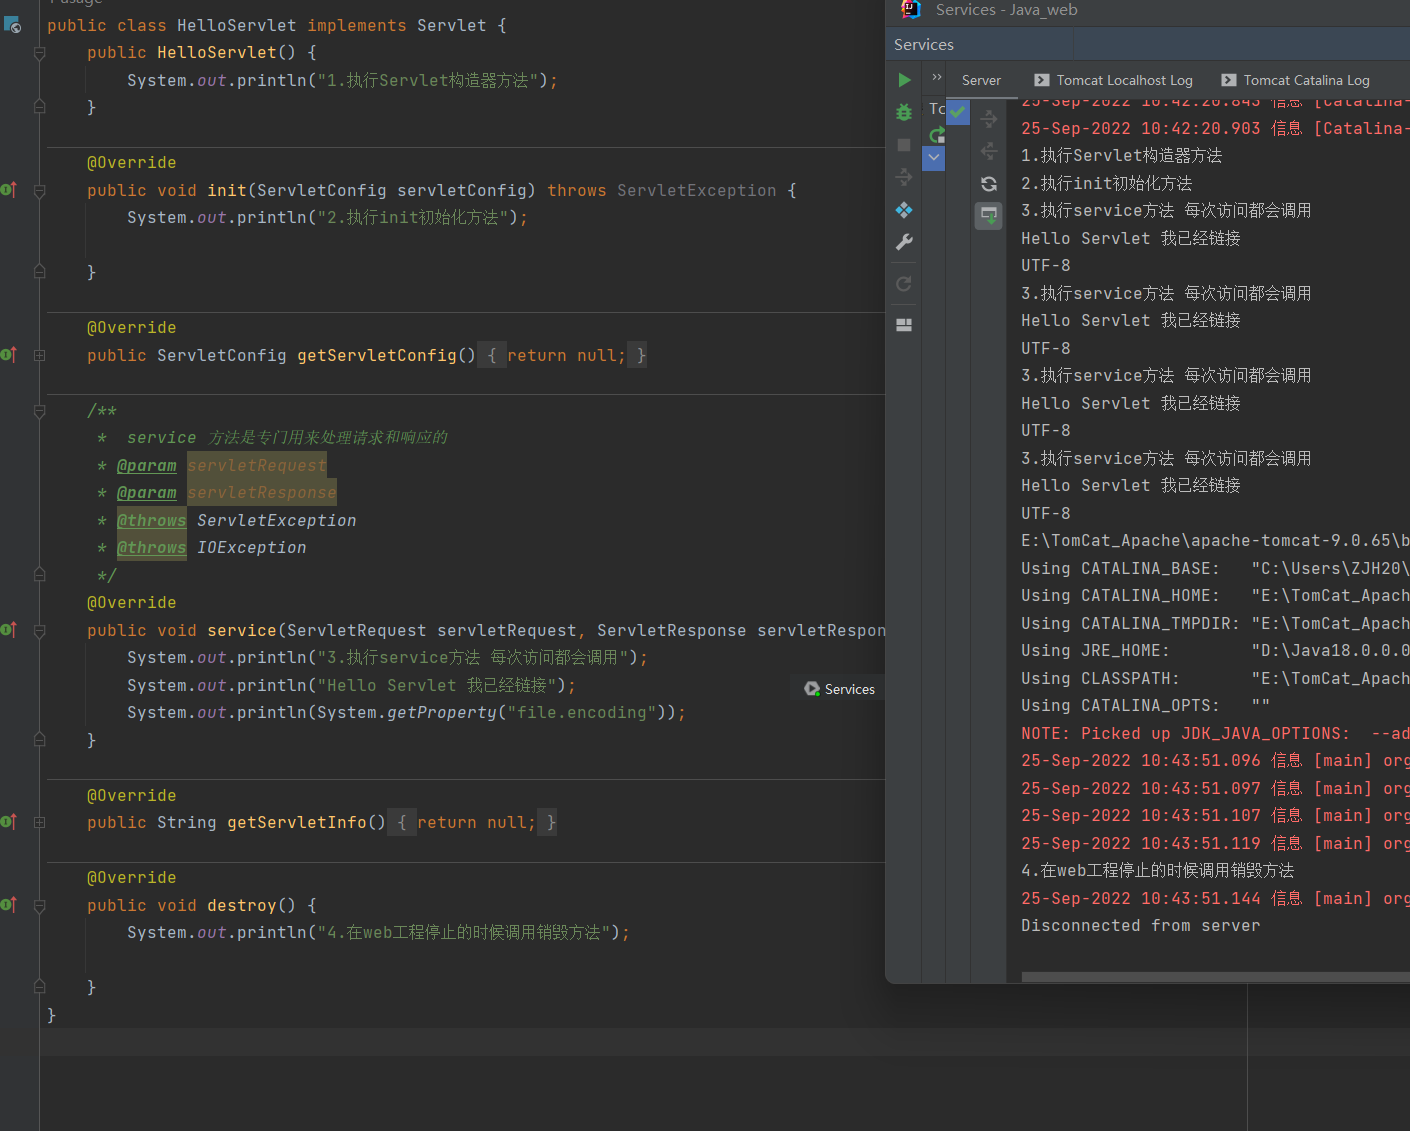 public class HelloServlet implements Servlet {
public HelloServlet() {
System.out.println("1.执行Servlet构造器方法");
}
@Override
public void init(ServletConfig servletConfig) throws ServletException {
System.out.println("2.执行init初始化方法");
}
@Override
public ServletConfig getServletConfig() { return null; }
/**
* service 方法是专门用来处理请求和响应的
* @param servletRequest
* @param servletResponse
* @throws ServletException
* @throws IOException
*/
@Override
public void service(ServletRequest servletRequest, ServletResponse servletRespon
System.out.println("3.执行service方法 每次访问都会调用");
System.out.println("Hello Servlet 我已经链接");
System.out.println(System.getProperty("file.encoding"));
}
@Override
public String getServletInfo() { return null; }
@Override
public void destroy() {
System.out.println("4.在web工程停止的时候调用销毁方法");
}
}
Services
Services - Java_web
Services
Server
Tomcat Localhost Log
Tomcat Catalina Log
Tc
25-Sep-2022 10:42:20.843 信息 [Catalina-
25-Sep-2022 10:42:20.903 信息 [Catalina-
1.执行Servlet构造器方法
2.执行init初始化方法
3.执行service方法 每次访问都会调用
Hello Servlet 我已经链接
UTF-8
3.执行service方法 每次访问都会调用
Hello Servlet 我已经链接
UTF-8
3.执行service方法 每次访问都会调用
Hello Servlet 我已经链接
UTF-8
3.执行service方法 每次访问都会调用
Hello Servlet 我已经链接
UTF-8
E:\TomCat_Apache\apache-tomcat-9.0.65\b
Using CATALINA_BASE: "C:\Users\ZJH20\
Using CATALINA_HOME: "E:\TomCat_Apach
Using CATALINA_TMPDIR: "E:\TomCat_Apach
Using JRE_HOME: "D:\Java18.0.0.0
Using CLASSPATH: "E:\TomCat_Apach
Using CATALINA_OPTS: ""
NOTE: Picked up JDK_JAVA_OPTIONS: --ad
25-Sep-2022 10:43:51.096 信息 [main] org
25-Sep-2022 10:43:51.097 信息 [main] org
25-Sep-2022 10:43:51.107 信息 [main] org
25-Sep-2022 10:43:51.119 信息 [main] org
4.在web工程停止的时候调用销毁方法
25-Sep-2022 10:43:51.144 信息 [main] org
Disconnected from server